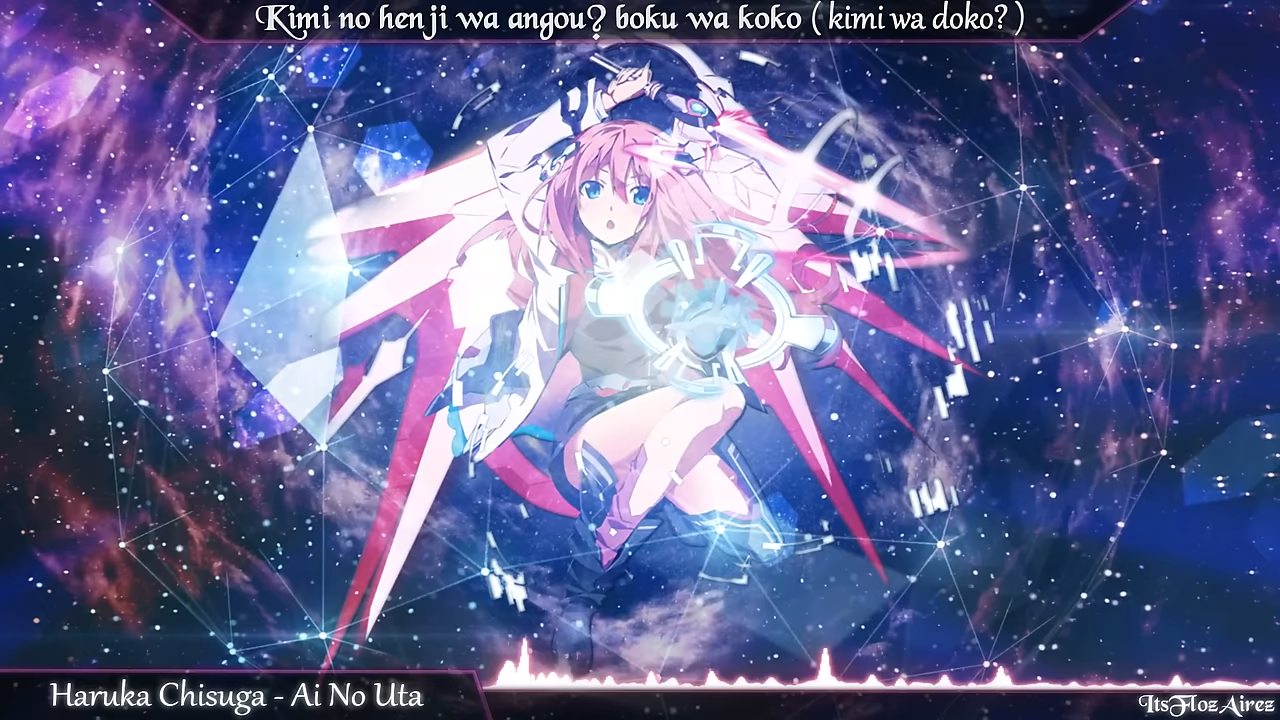 Kimi no henji wa angou? boku wa koko ( kimi wa doko? )
Haruka Chisuga - Ai No Uta
ItsFlozAirez